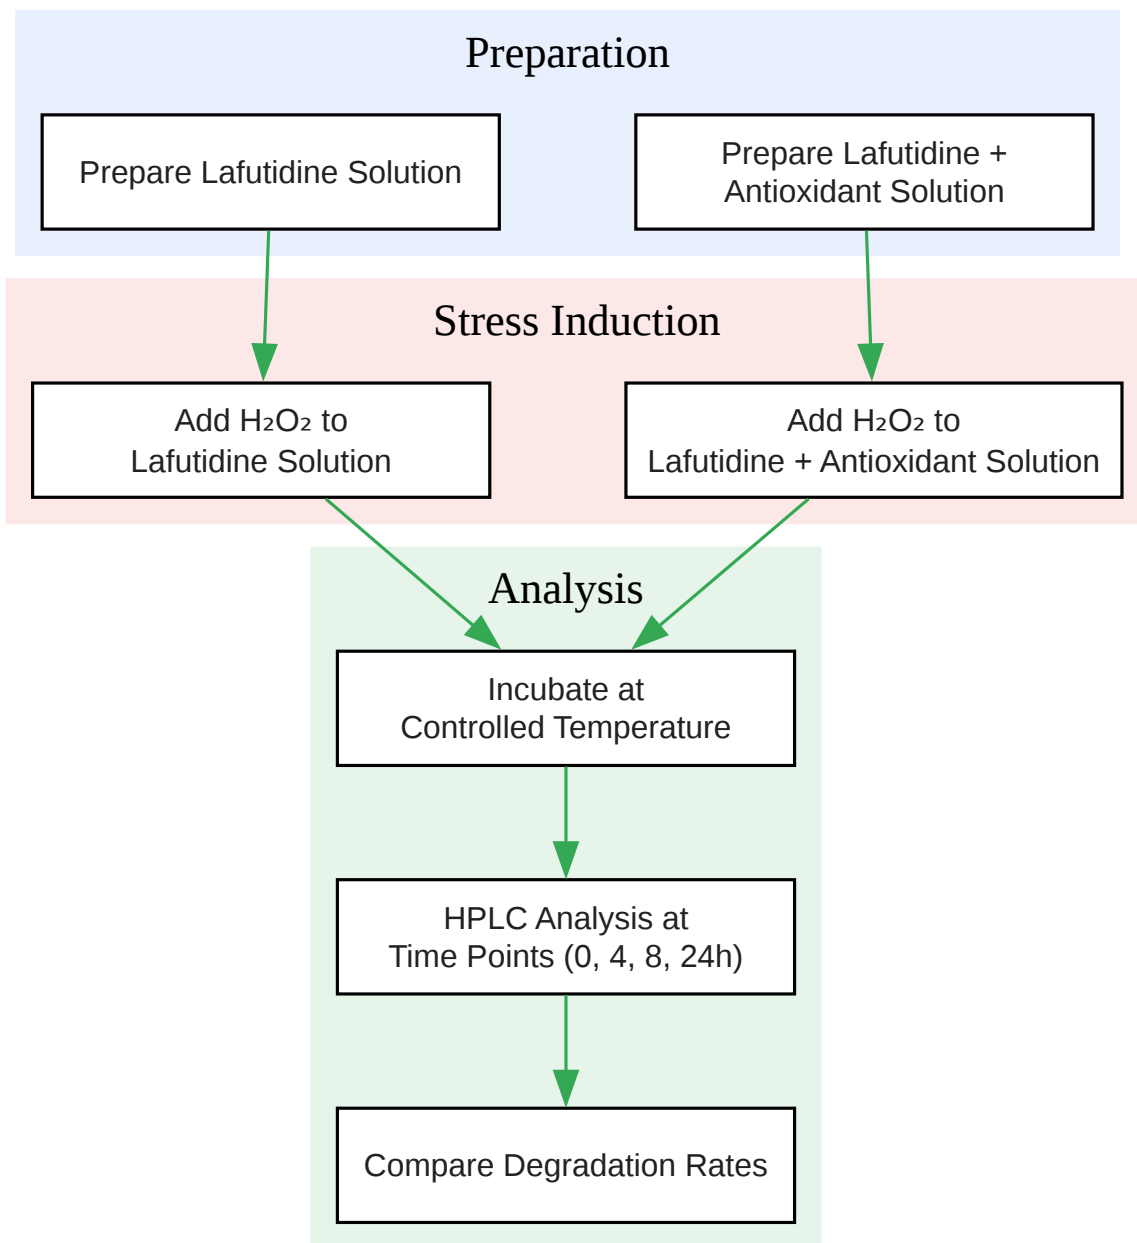 Preparation
Prepare Lafutidine Solution
Prepare Lafutidine +
Antioxidant Solution
Stress Induction
Add H₂O₂ to
Lafutidine Solution
Add H₂O₂ to
Lafutidine + Antioxidant Solution
Analysis
Incubate at
Controlled Temperature
HPLC Analysis at
Time Points (0, 4, 8, 24h)
Compare Degradation Rates